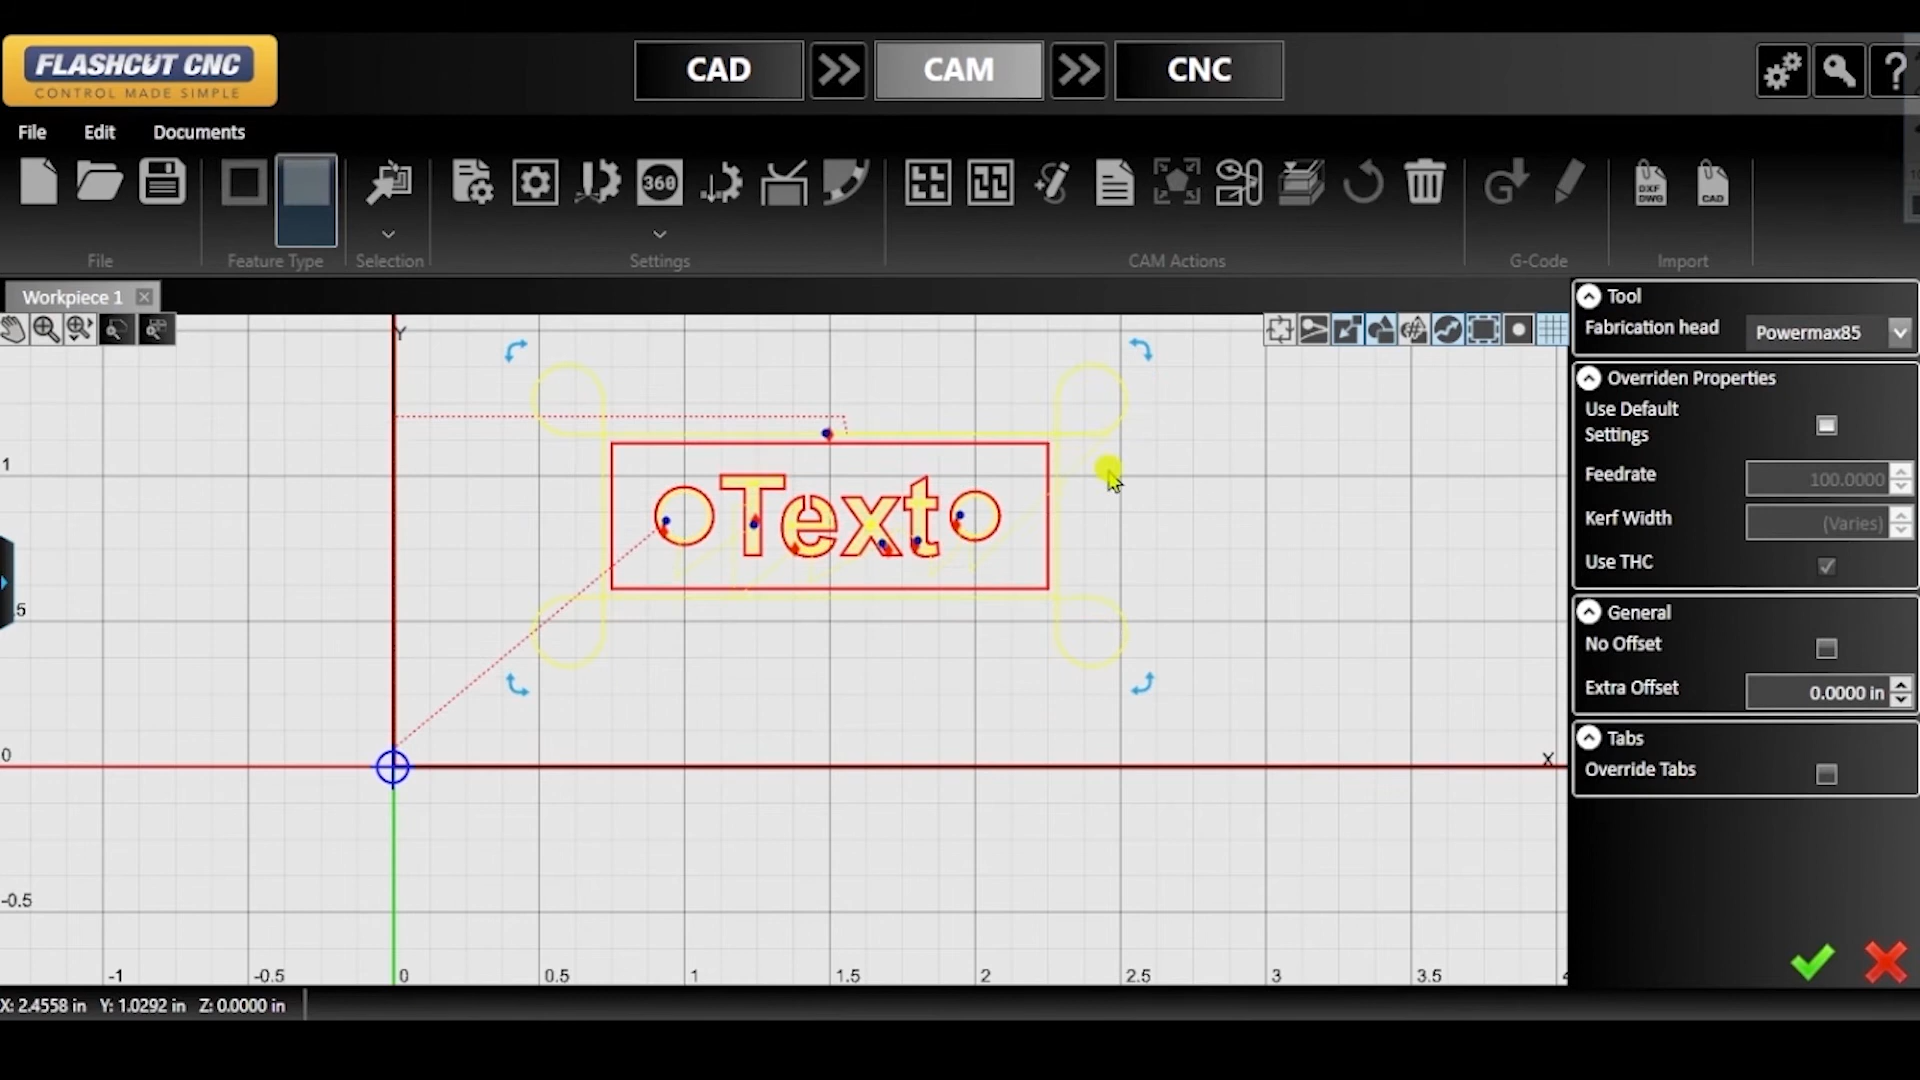 FLASHCUT CNC
CONTROL MADE SIMPLE
CAD
CAM
CNC
File Edit Documents
360
DXF
DWG
CAD
G
File Feature Type Selection Settings CAM Actions G-Code Import
Workpiece 1
Tool
Fabrication head Powermax85
Overriden Properties
Use Default
Settings
Feedrate 100.0000
Kerf Width (Varies)
Use THC
General
No Offset
Extra Offset 0.0000 in
Tabs
Override Tabs
Y
1
Text
5
0
X
-0.5
-1 -0.5 0 0.5 1 1.5 2 2.5 3 3.5
X: 2.4558 in Y: 1.0292 in Z: 0.0000 in